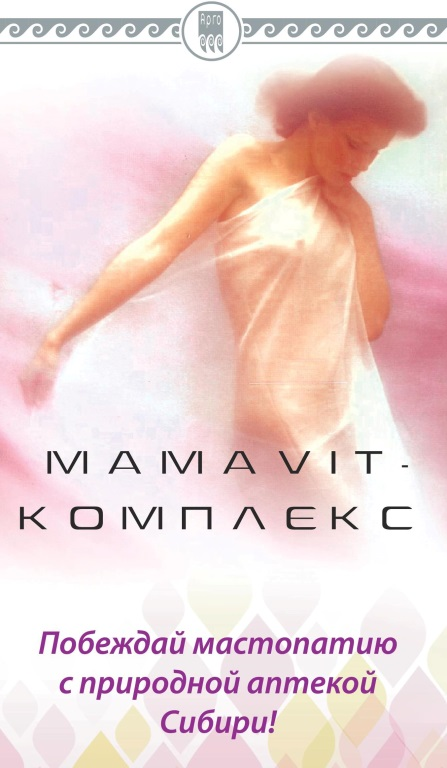 Арго
MAMAVIT-
КОМПЛЕКС
Побеждай мастопатию
с природной аптекой
Сибири!